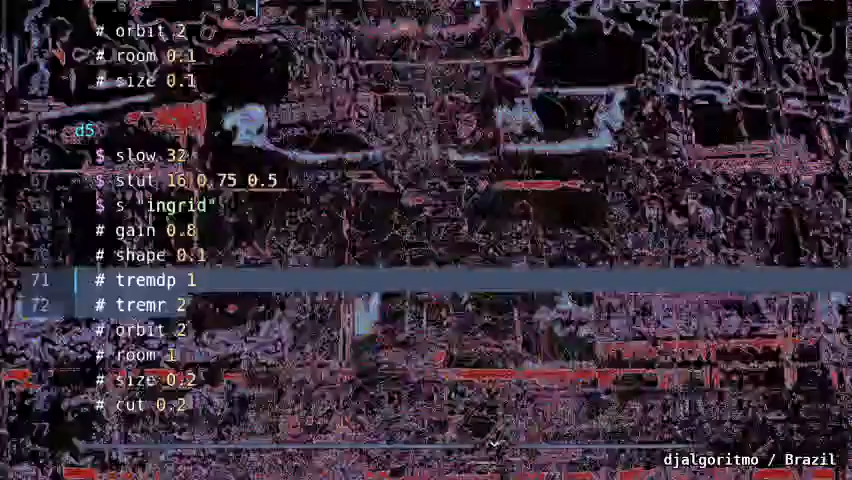 # orbit 2
# room 0.1
# size 0.1
d5
$ slow 32
$ stut 16 0.75 0.5
$ s "ingrid"
# gain 0.8
# shape 0.1
71 # tremdp 1
72 # tremr 2
# orbit 2
# room 1
# size 0.2
# cut 0.2
djalgoritmo / Brazil